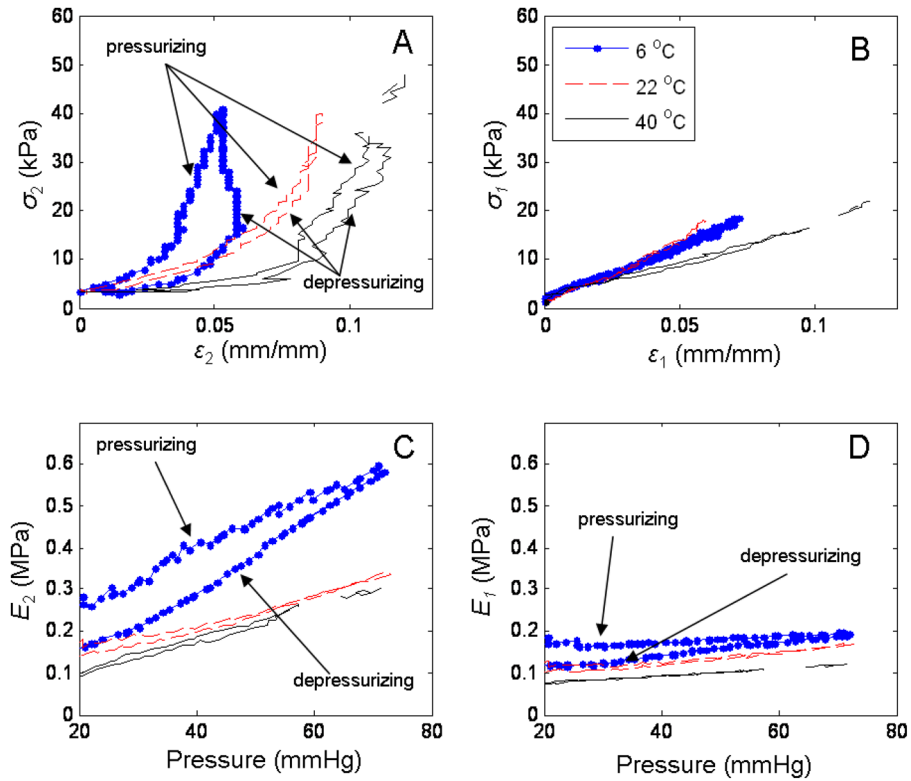 60
50
40
30
20
10
0
0
0.05
0.1
σ2 (kPa)
ε2 (mm/mm)
A
pressurizing
depressurizing
60
50
40
30
20
10
0
0
0.05
0.1
σ1 (kPa)
ε1 (mm/mm)
B
6 °C
22 °C
40 °C
0.6
0.5
0.4
0.3
0.2
0.1
0
20
40
60
80
E2 (MPa)
Pressure (mmHg)
C
pressurizing
depressurizing
0.6
0.5
0.4
0.3
0.2
0.1
0
20
40
60
80
E1 (MPa)
Pressure (mmHg)
D
pressurizing
depressurizing